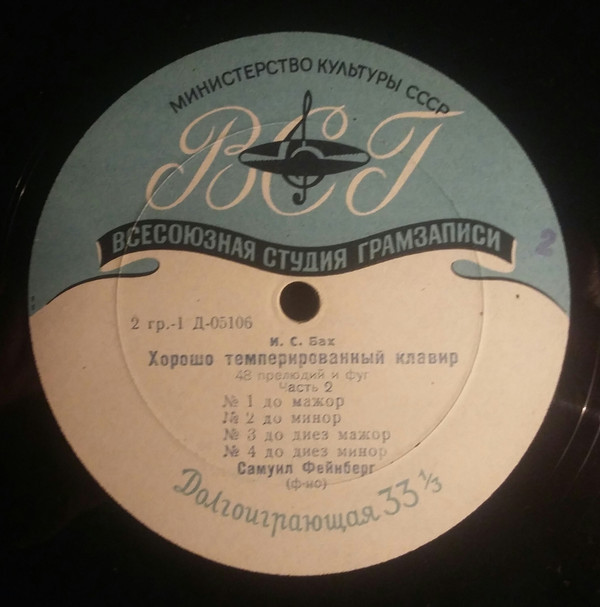 МИНИСТЕРСТВО КУЛЬТУРЫ СССР
ВСГ
ВСЕСОЮЗНАЯ СТУДИЯ ГРАМЗАПИСИ
2
2 гр.-1 Д-05106
И. С. Бах
Хорошо темперированный клавир
48 прелюдий и фуг
Часть 2
№ 1 до мажор
№ 2 до минор
№ 3 до диез мажор
№ 4 до диез минор
Самуил Фейнберг
(ф-но)
Долгоиграющая 33 ⅓